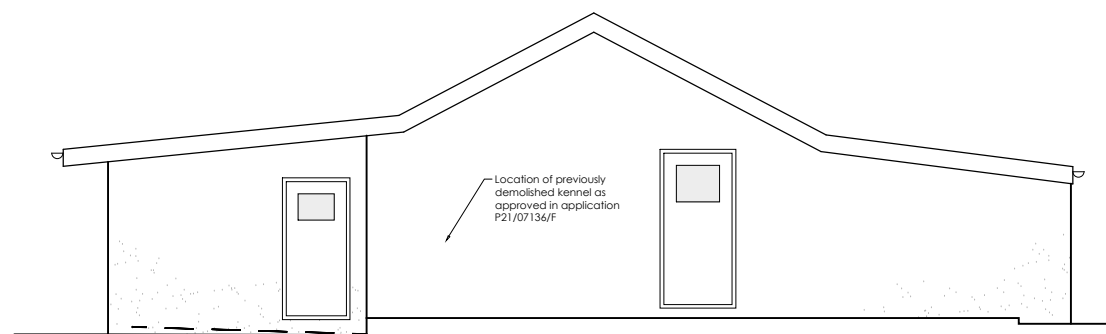 Location of previously
demolished kennel as
approved in application
P21/07136/F